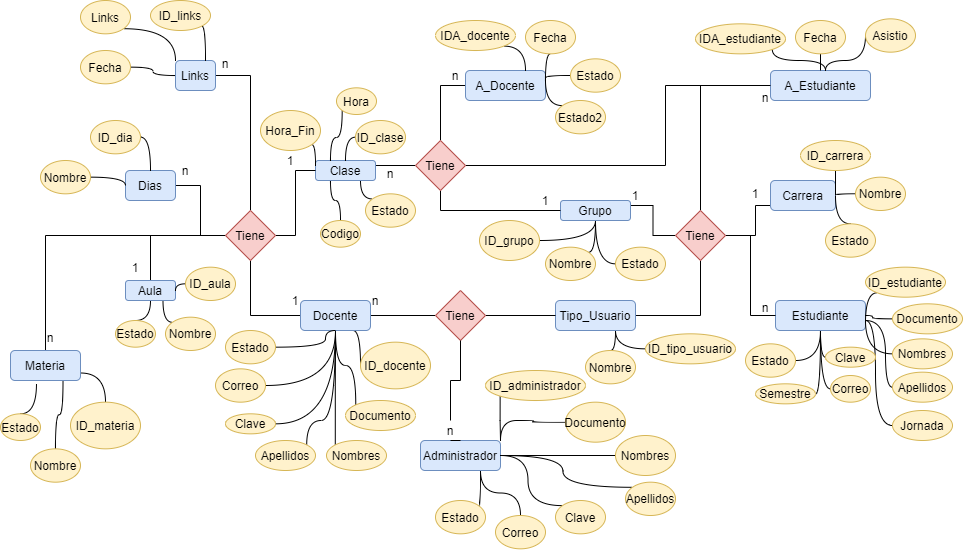 Links
ID_links
Fecha
Links
n
ID_dia
Nombre
Dias
n
Tiene
Hora
Hora_Fin
ID_clase
1
Clase
n
Estado
Codigo
IDA_docente
Fecha
n
A_Docente
Estado
Estado2
Tiene
IDA_estudiante
Fecha
Asistio
A_Estudiante
n
1
Grupo
1
ID_grupo
Nombre
Estado
Tiene
ID_carrera
1
Carrera
Nombre
Estado
1
Aula
ID_aula
Estado
Nombre
n
Materia
Estado
ID_materia
Nombre
1
Docente
n
Estado
Correo
ID_docente
Clave
Documento
Apellidos
Nombres
Tiene
Tipo_Usuario
Nombre
ID_tipo_usuario
n
Estudiante
ID_estudiante
Documento
Nombres
Apellidos
Jornada
Estado
Clave
Semestre
Correo
n
Administrador
ID_administrador
Documento
Nombres
Apellidos
Estado
Correo
Clave